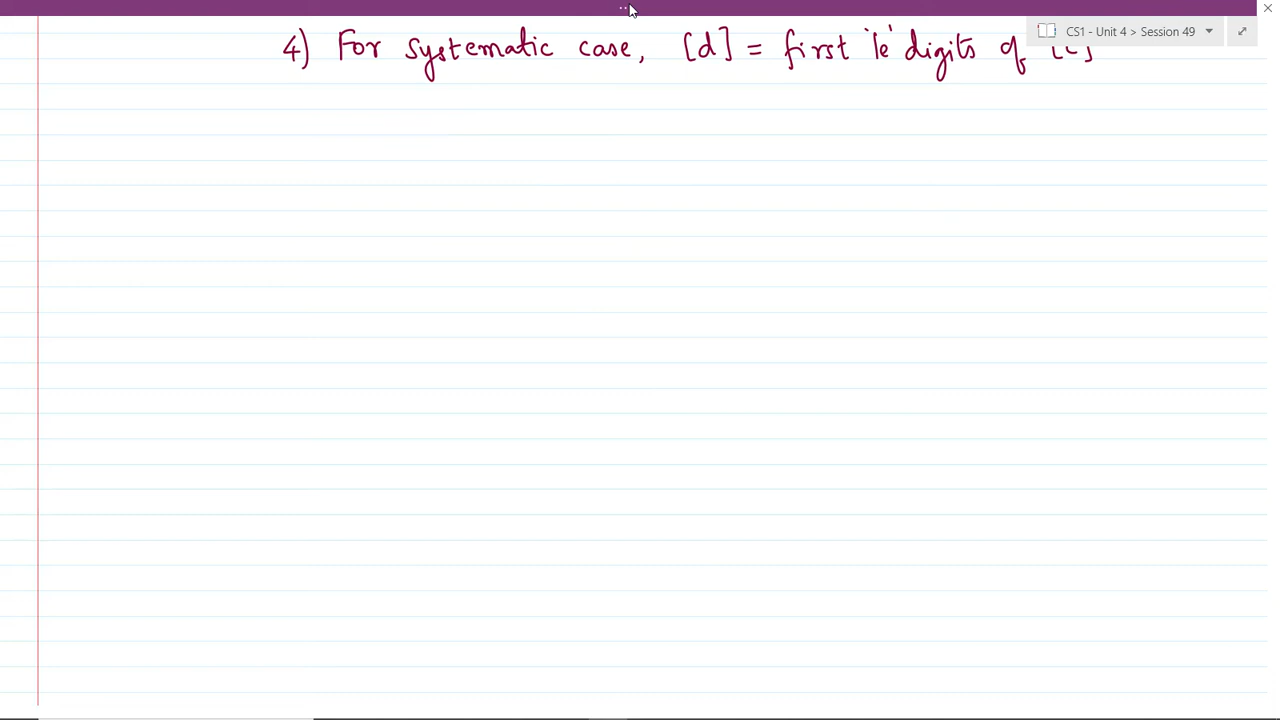 CS1 - Unit 4 > Session 49
4) For systematic case, [d] = first 'k' digits of [c]